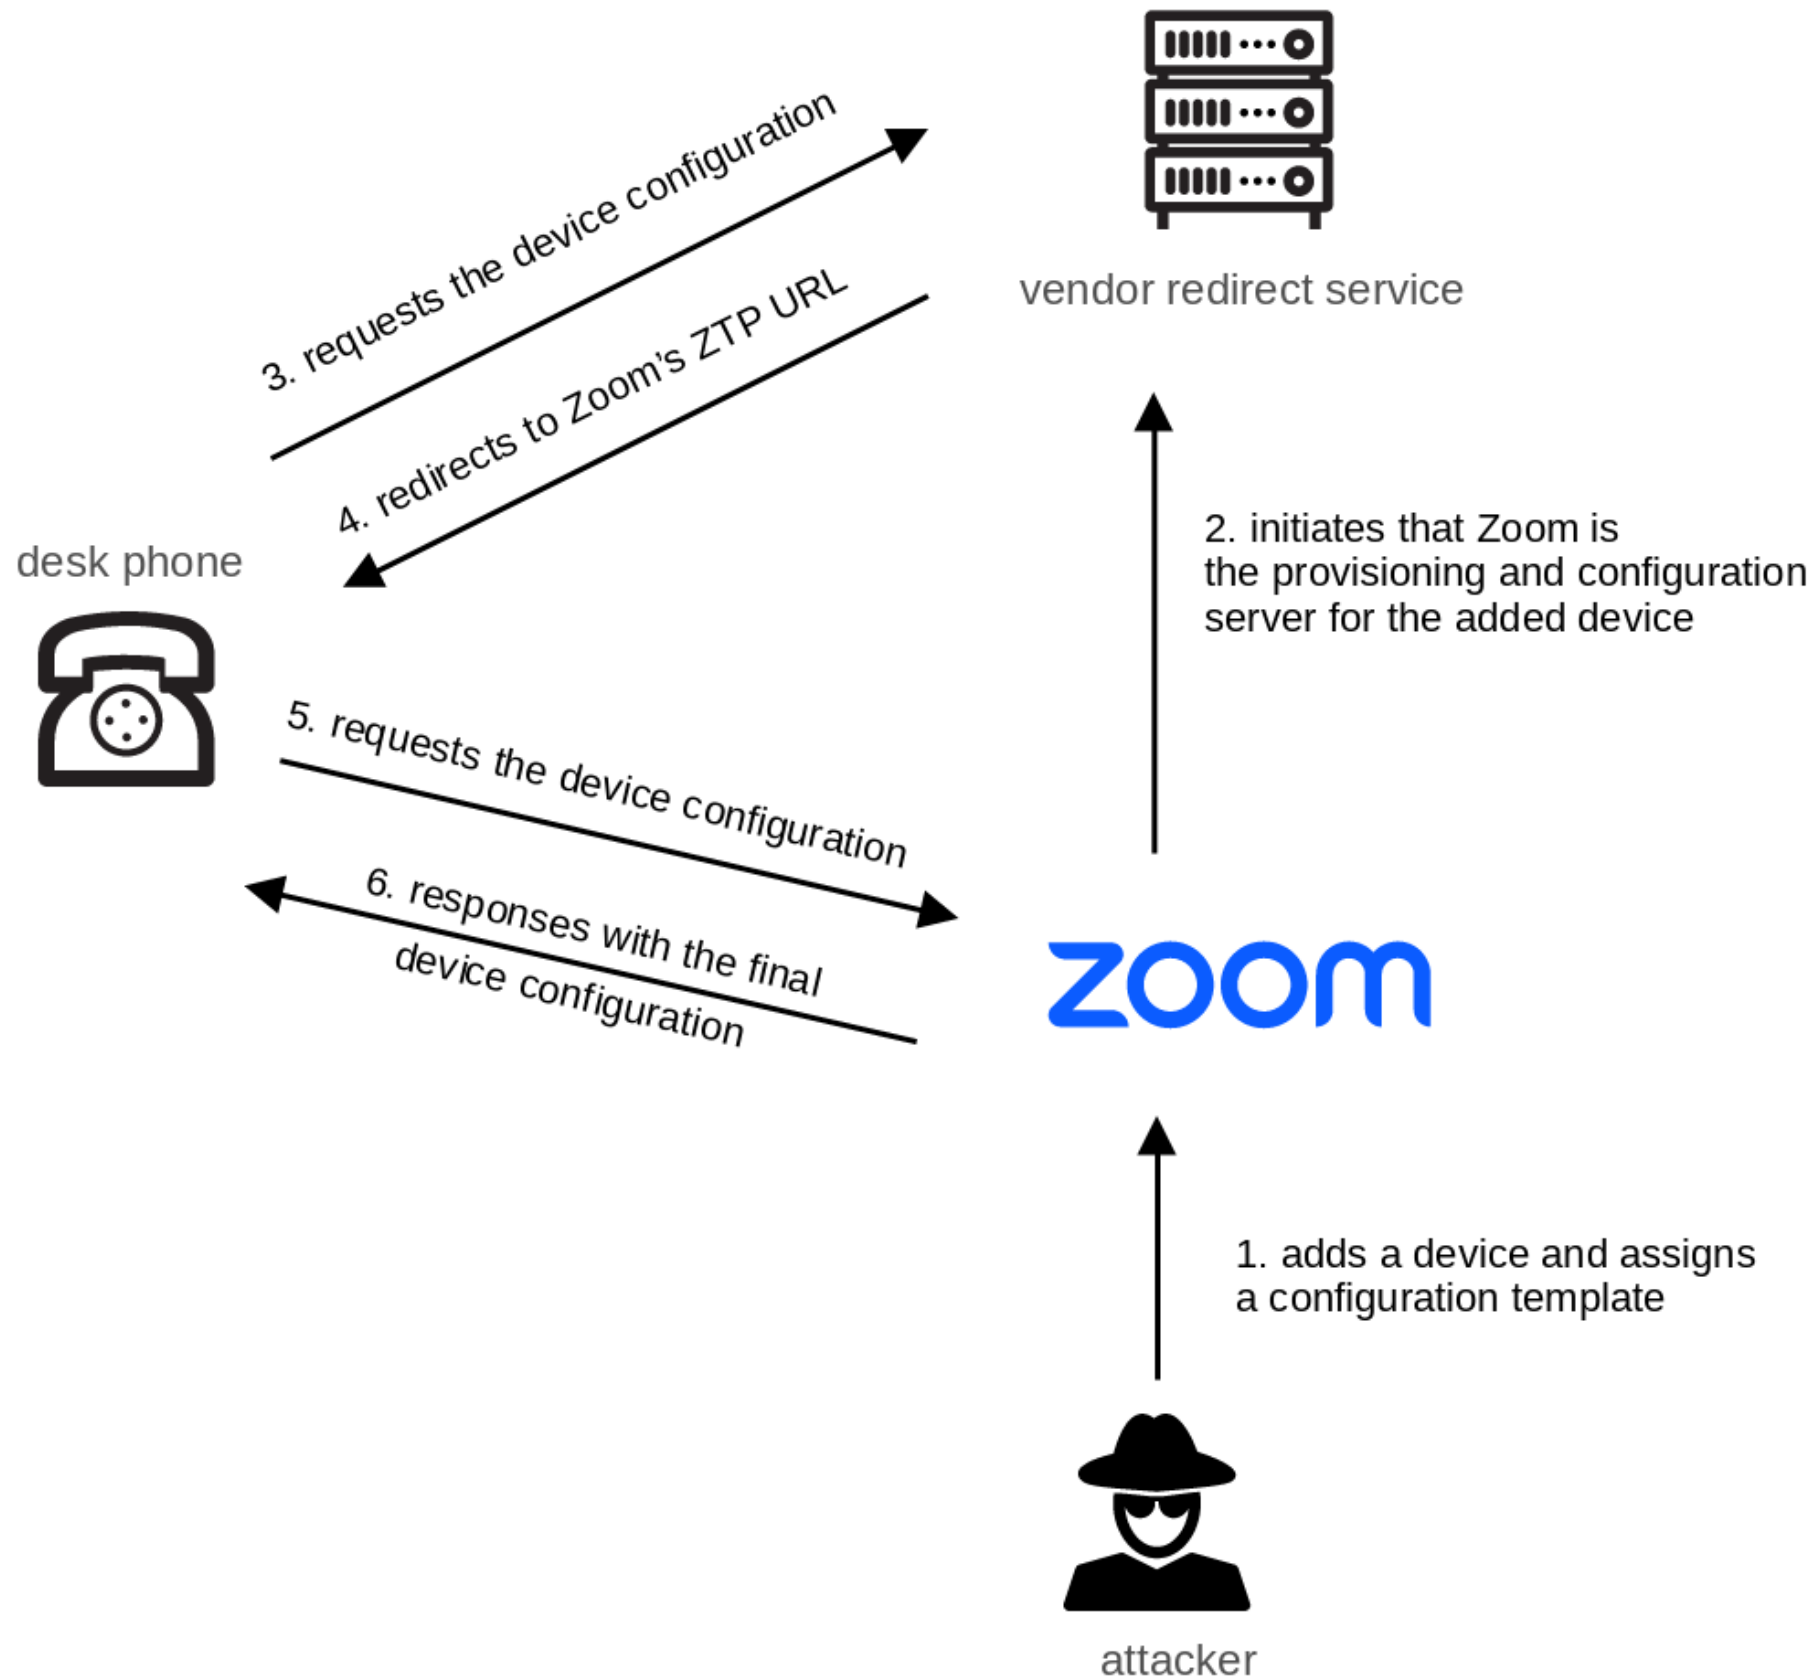 vendor redirect service
3. requests the device configuration
4. redirects to Zoom's ZTP URL
2. initiates that Zoom is
the provisioning and configuration
server for the added device
desk phone
5. requests the device configuration
6. responses with the final
device configuration
zoom
1. adds a device and assigns
a configuration template
attacker